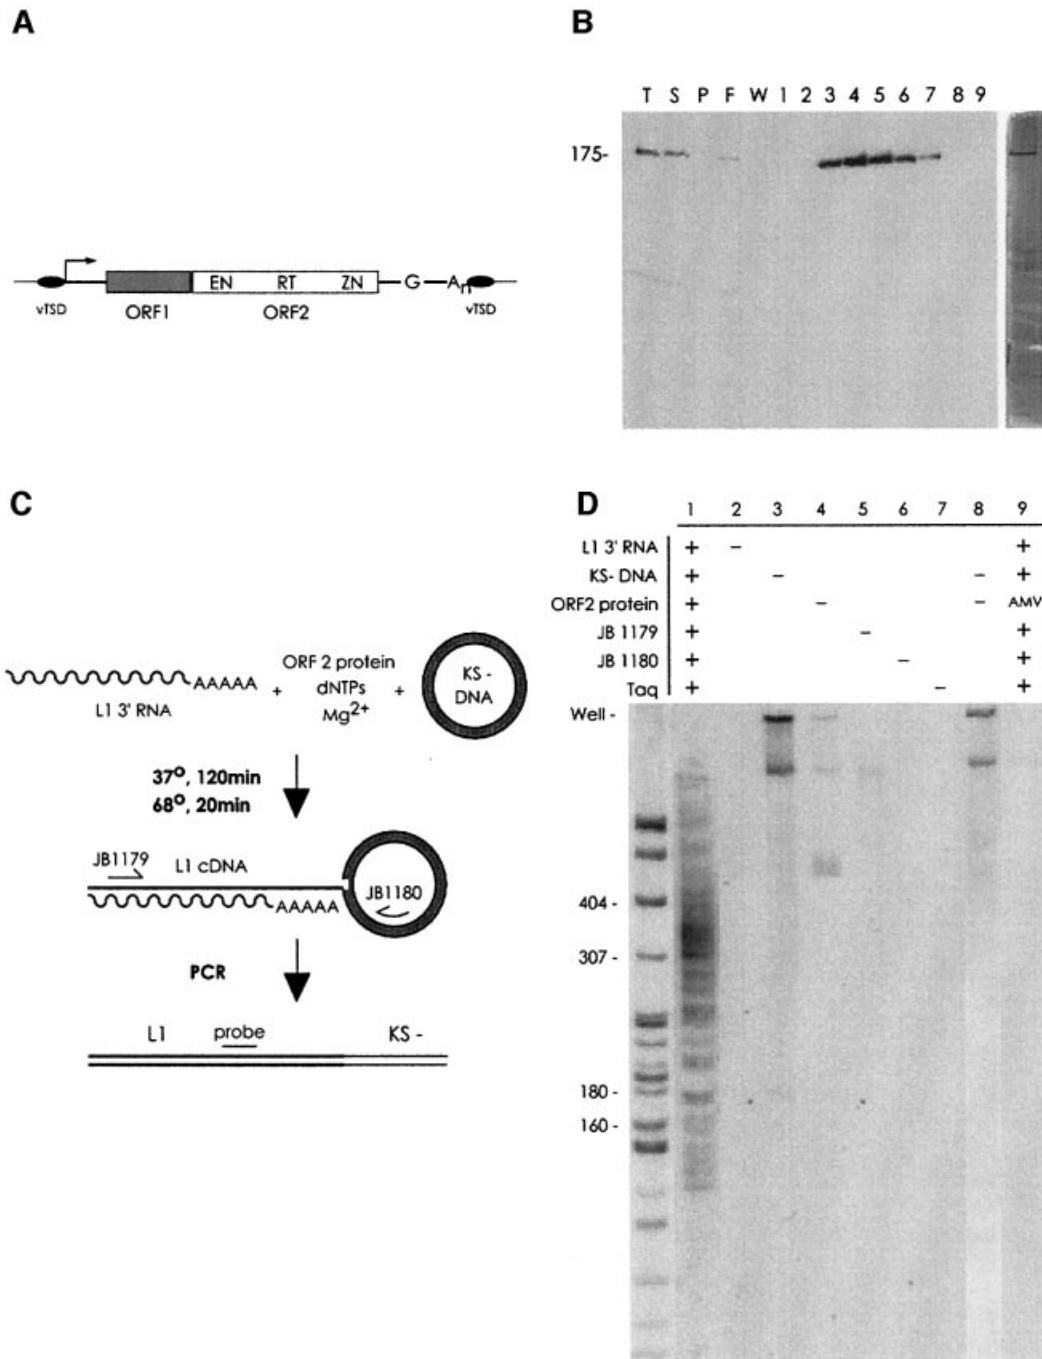 A
vTSD
ORF1
EN RT ZN
ORF2
G
An
vTSD
B
T S P F W 1 2 3 4 5 6 7 8 9
175-
C
L1 3' RNA
AAAAA
+
ORF 2 protein
dNTPs
Mg2+
+
KS -
DNA
37°, 120min
68°, 20min
JB1179
L1 cDNA
AAAAA
JB1180
PCR
L1
probe
KS -
D
1 2 3 4 5 6 7 8 9
L1 3' RNA + − +
KS- DNA + − − +
ORF2 protein + − − AMV
JB 1179 + − +
JB 1180 + − +
Taq + − +
Well -
404 -
307 -
180 -
160 -